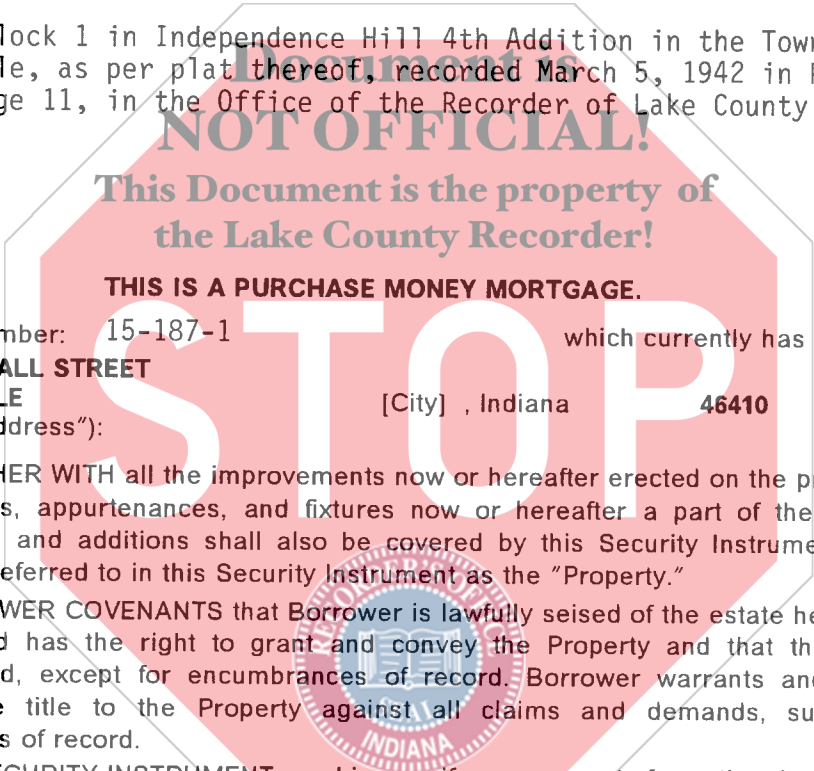 lock 1 in Independence Hill 4th Addition in the Town
le, as per plat thereof, recorded March 5, 1942 in
ge 11, in the Office of the Recorder of Lake County
Document is
NOT OFFICIAL!
This Document is the property of
the Lake County Recorder!
THIS IS A PURCHASE MONEY MORTGAGE.
mber: 15-187-1 which currently has
ALL STREET
LE [City] , Indiana 46410
ddress"):
STOP
HER WITH all the improvements now or hereafter erected on the
s, appurtenances, and fixtures now or hereafter a part of the
and additions shall also be covered by this Security Instrume
eferred to in this Security Instrument as the "Property."
WER COVENANTS that Borrower is lawfully seised of the estate he
d has the right to grant and convey the Property and that th
d, except for encumbrances of record. Borrower warrants and
e title to the Property against all claims and demands, su
s of record.
RECORDER'S OFFICE
SEAL
INDIANA